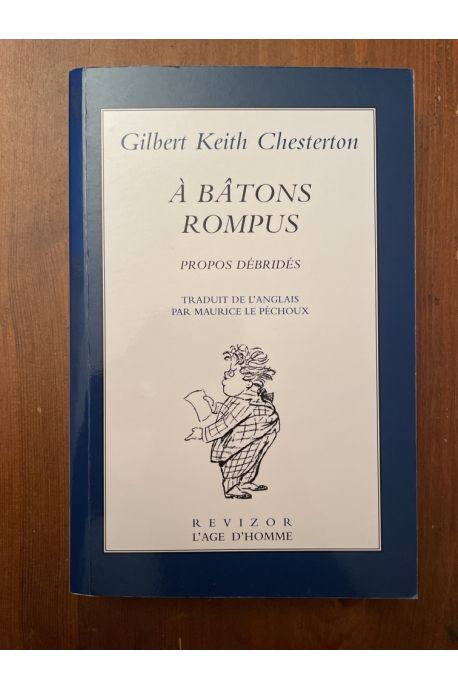 Gilbert Keith Chesterton
À BÂTONS
ROMPUS
PROPOS DÉBRIDÉS
TRADUIT DE L'ANGLAIS
PAR MAURICE LE PÉCHOUX
REVIZOR
L'AGE D'HOMME